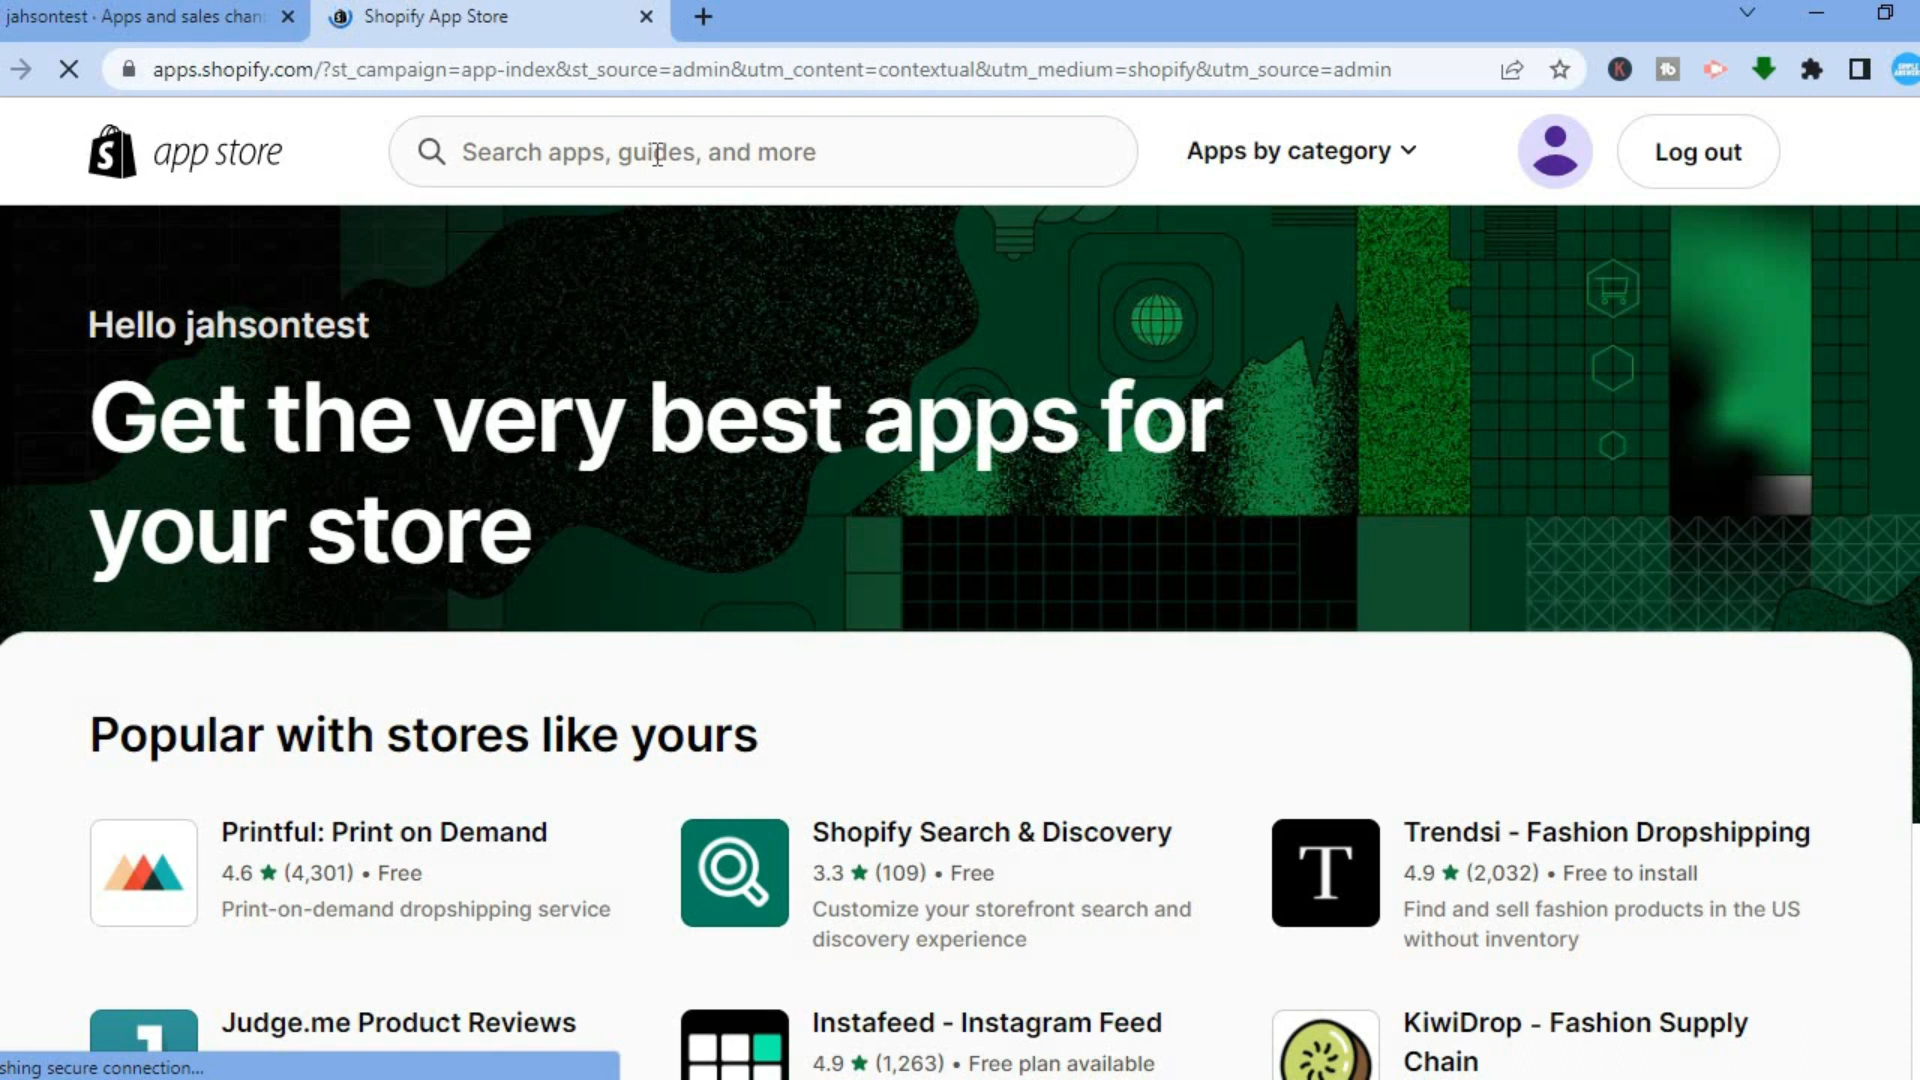 jahsontest · Apps and sales chan
Shopify App Store
apps.shopify.com/?st_campaign=app-index&st_source=admin&utm_content=contextual&utm_medium=shopify&utm_source=admin
K
tb
S
app store
Search apps, guides, and more
Apps by category
Log out
Hello jahsontest
Get the very best apps for
your store
Popular with stores like yours
Printful: Print on Demand
4.6 ★ (4,301) • Free
Print-on-demand dropshipping service
Shopify Search & Discovery
3.3 ★ (109) • Free
Customize your storefront search and
discovery experience
T
Trendsi - Fashion Dropshipping
4.9 ★ (2,032) • Free to install
Find and sell fashion products in the US
without inventory
Judge.me Product Reviews
Instafeed - Instagram Feed
4.9 ★ (1,263) • Free plan available
KiwiDrop - Fashion Supply
Chain
shing secure connection...